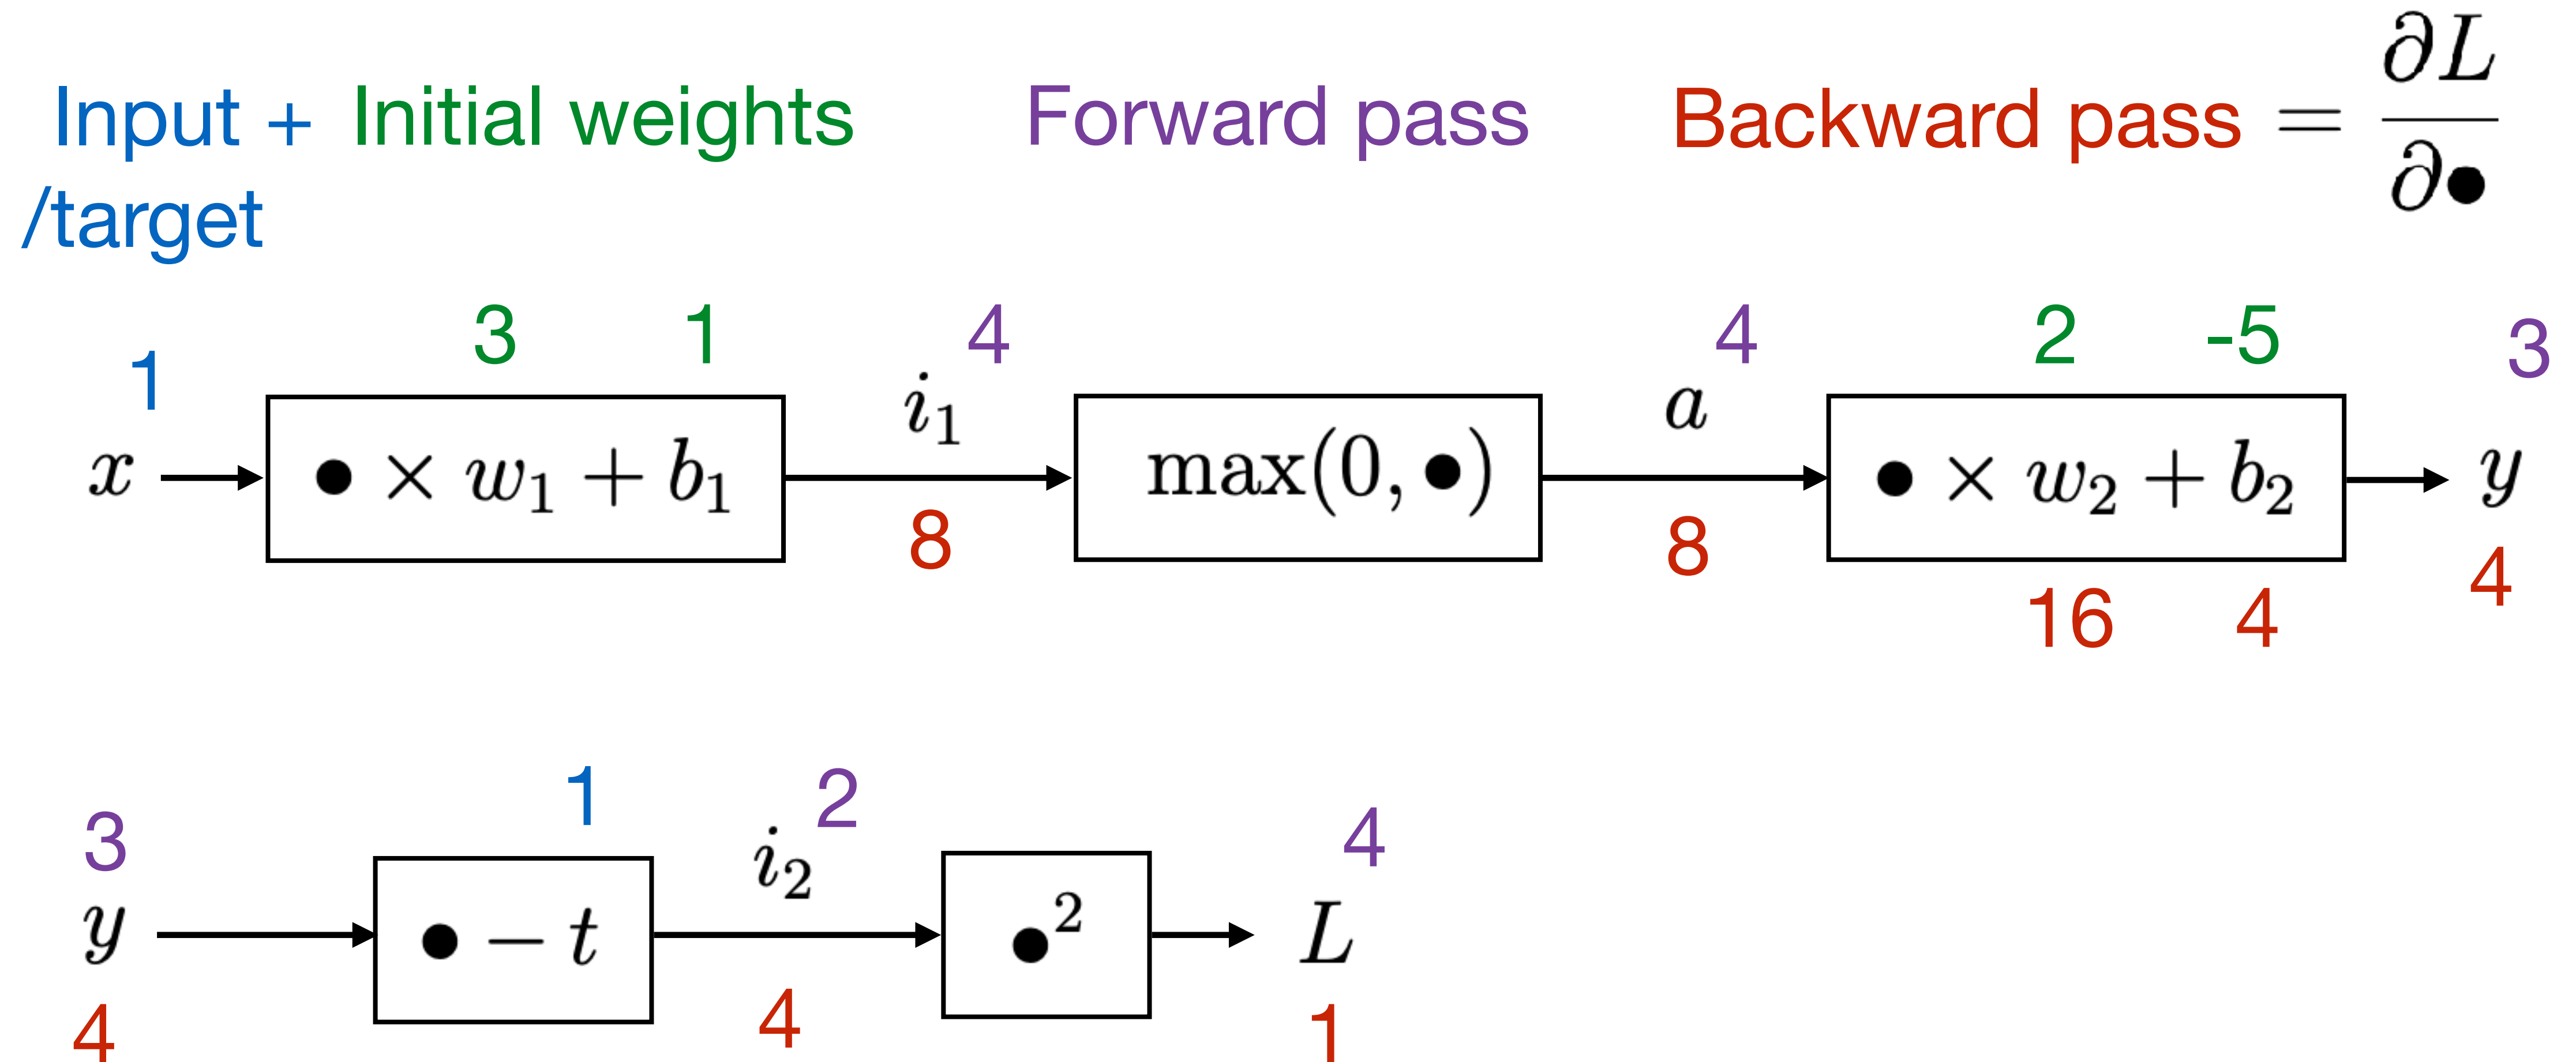 Input + Initial weights Forward pass Backward pass = ∂L/∂●
/target
3 1 4 4 2 -5 3
1 i₁ a
x ● × w₁ + b₁ max(0, ●) ● × w₂ + b₂ y
8 8 4
16 4
1 2 4
3 i₂
y ● − t ●² L
4 4 1